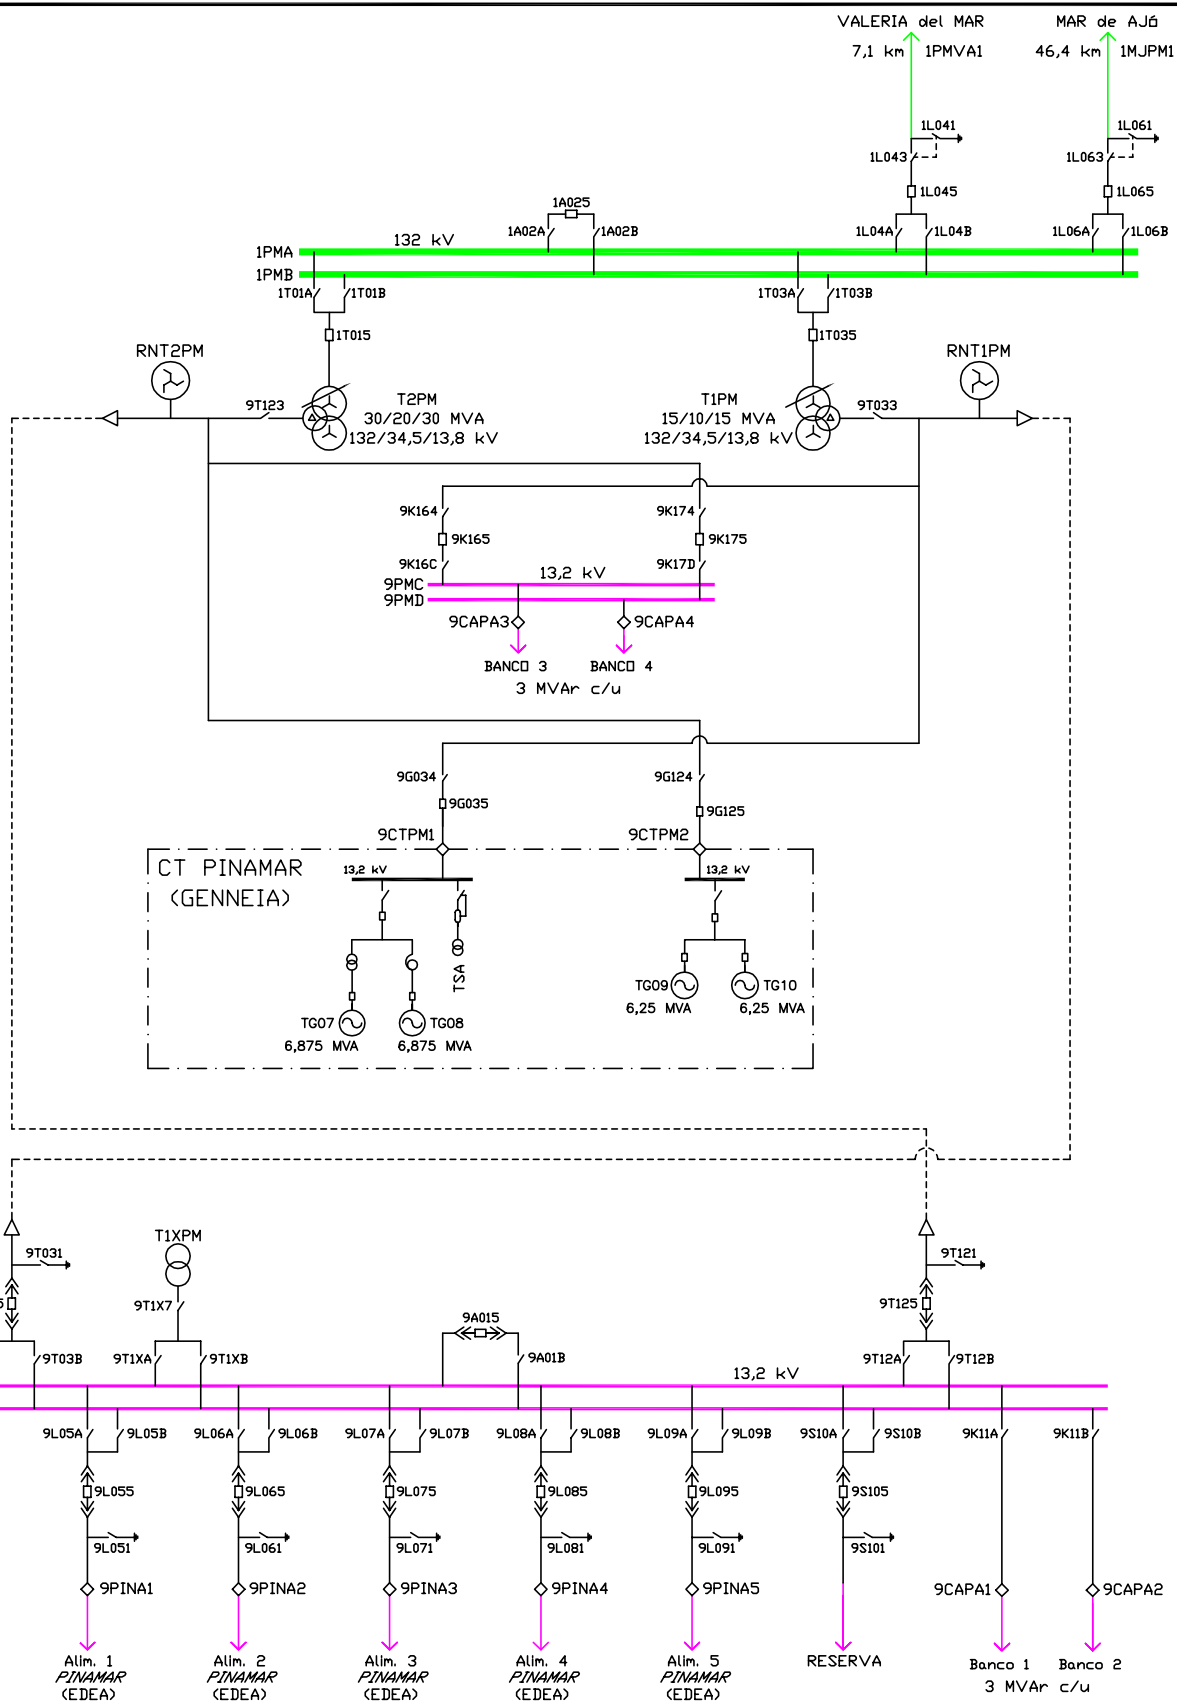 VALERIA del MAR
MAR de AJó
7,1 km 1PMVA1
46,4 km 1MJPM1
1L041
1L061
1L043
1L063
1L045
1L065
1A025
1A02A
1A02B
1L04A
1L04B
1L06A
1L06B
132 kV
1PMA
1PMB
1T01A
1T01B
1T03A
1T03B
1T015
1T035
RNT2PM
RNT1PM
9T123
T2PM
30/20/30 MVA
132/34,5/13,8 kV
T1PM
15/10/15 MVA
132/34,5/13,8 kV
9T033
9K164
9K174
9K165
9K175
9K16C
9K17D
13,2 kV
9PMC
9PMD
9CAPA3
9CAPA4
BANCO 3
BANCO 4
3 MVAr c/u
9G034
9G124
9G035
9G125
9CTPM1
9CTPM2
CT PINAMAR
(GENNEIA)
13,2 kV
13,2 kV
TSA
TG09
TG10
6,25 MVA
6,25 MVA
TG07
TG08
6,875 MVA
6,875 MVA
T1XPM
9T031
9T121
5
9T1X7
9A015
9T125
9T03B
9T1XA
9T1XB
9A01B
9T12A
9T12B
13,2 kV
9L05A
9L05B
9L06A
9L06B
9L07A
9L07B
9L08A
9L08B
9L09A
9L09B
9S10A
9S10B
9K11A
9K11B
9L055
9L065
9L075
9L085
9L095
9S105
9L051
9L061
9L071
9L081
9L091
9S101
9PINA1
9PINA2
9PINA3
9PINA4
9PINA5
9CAPA1
9CAPA2
Alim. 1
PINAMAR
(EDEA)
Alim. 2
PINAMAR
(EDEA)
Alim. 3
PINAMAR
(EDEA)
Alim. 4
PINAMAR
(EDEA)
Alim. 5
PINAMAR
(EDEA)
RESERVA
Banco 1
Banco 2
3 MVAr c/u